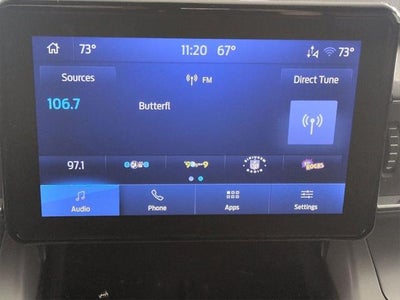 73° 11:20 67° 73°
Sources FM Direct Tune
106.7 Butterfl
97.1
Audio Phone Apps Settings